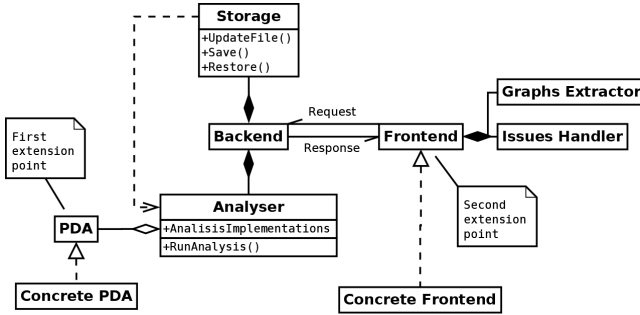 Storage
+UpdateFile()
+Save()
+Restore()
Graphs Extractor
Request
First
extension
point
Backend
Frontend
Issues Handler
Response
Analyser
+AnalisisImplementations
+RunAnalysis()
Second
extension
point
PDA
Concrete PDA
Concrete Frontend